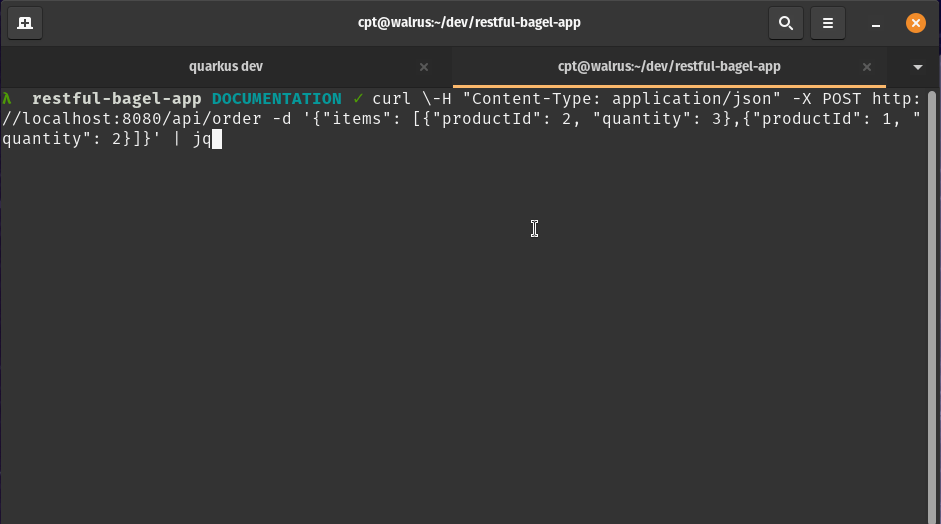 cpt@walrus:~/dev/restful-bagel-app
quarkus dev
cpt@walrus:~/dev/restful-bagel-app
λ restful-bagel-app DOCUMENTATION ✓ curl \-H "Content-Type: application/json" -X POST http:
//localhost:8080/api/order -d '{"items": [{"productId": 2, "quantity": 3},{"productId": 1, "
quantity": 2}]}' | jq